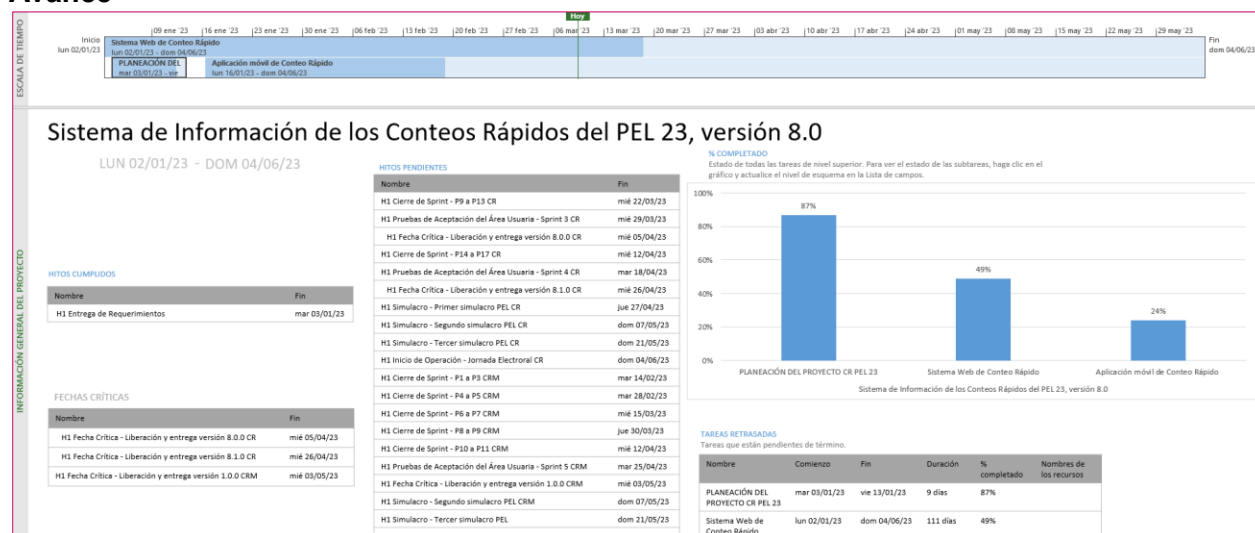 Avance
Hoy
09 ene '23 16 ene '23 23 ene '23 30 ene '23 06 feb '23 13 feb '23 20 feb '23 27 feb '23 06 mar '23 13 mar '23 20 mar '23 27 mar '23 03 abr '23 10 abr '23 17 abr '23 24 abr '23 01 may '23 08 may '23 15 may '23 22 may '23 29 may '23
Inicio
lun 02/01/23
Sistema Web de Conteo Rápido
lun 02/01/23 - dom 04/06/23
PLANEACIÓN DEL
mar 03/01/23 - vie
Aplicación móvil de Conteo Rápido
lun 16/01/23 - dom 04/06/23
Fin
dom 04/06/23
ESCALA DE TIEMPO
INFORMACIÓN GENERAL DEL PROYECTO
Sistema de Información de los Conteos Rápidos del PEL 23, versión 8.0
LUN 02/01/23 - DOM 04/06/23
HITOS CUMPLIDOS
Nombre Fin
H1 Entrega de Requerimientos mar 03/01/23
FECHAS CRÍTICAS
Nombre Fin
H1 Fecha Crítica - Liberación y entrega versión 8.0.0 CR mié 05/04/23
H1 Fecha Crítica - Liberación y entrega versión 8.1.0 CR mié 26/04/23
H1 Fecha Crítica - Liberación y entrega versión 1.0.0 CRM mié 03/05/23
HITOS PENDIENTES
Nombre Fin
H1 Cierre de Sprint - P9 a P13 CR mié 22/03/23
H1 Pruebas de Aceptación del Área Usuaria - Sprint 3 CR mié 29/03/23
H1 Fecha Crítica - Liberación y entrega versión 8.0.0 CR mié 05/04/23
H1 Cierre de Sprint - P14 a P17 CR mié 12/04/23
H1 Pruebas de Aceptación del Área Usuaria - Sprint 4 CR mar 18/04/23
H1 Fecha Crítica - Liberación y entrega versión 8.1.0 CR mié 26/04/23
H1 Simulacro - Primer simulacro PEL CR jue 27/04/23
H1 Simulacro - Segundo simulacro PEL CR dom 07/05/23
H1 Simulacro - Tercer simulacro PEL CR dom 21/05/23
H1 Inicio de Operación - Jornada Electroral CR dom 04/06/23
H1 Cierre de Sprint - P1 a P3 CRM mar 14/02/23
H1 Cierre de Sprint - P4 a P5 CRM mar 28/02/23
H1 Cierre de Sprint - P6 a P7 CRM mié 15/03/23
H1 Cierre de Sprint - P8 a P9 CRM jue 30/03/23
H1 Cierre de Sprint - P10 a P11 CRM mié 12/04/23
H1 Pruebas de Aceptación del Área Usuaria - Sprint 5 CRM mar 25/04/23
H1 Fecha Crítica - Liberación y entrega versión 1.0.0 CRM mié 03/05/23
H1 Simulacro - Segundo simulacro PEL CRM dom 07/05/23
H1 Simulacro - Tercer simulacro PEL dom 21/05/23
% COMPLETADO
Estado de todas las tareas de nivel superior. Para ver el estado de las subtareas, haga clic en el
gráfico y actualice el nivel de esquema en la Lista de campos.
100%
80%
60%
40%
20%
0%
87%
49%
24%
PLANEACIÓN DEL PROYECTO CR PEL 23 Sistema Web de Conteo Rápido Aplicación móvil de Conteo Rápido
Sistema de Información de los Conteos Rápidos del PEL 23, versión 8.0
TAREAS RETRASADAS
Tareas que están pendientes de término.
Nombre Comienzo Fin Duración % completado Nombres de los recursos
PLANEACIÓN DEL PROYECTO CR PEL 23 mar 03/01/23 vie 13/01/23 9 días 87%
Sistema Web de Conteo Rápido lun 02/01/23 dom 04/06/23 111 días 49%